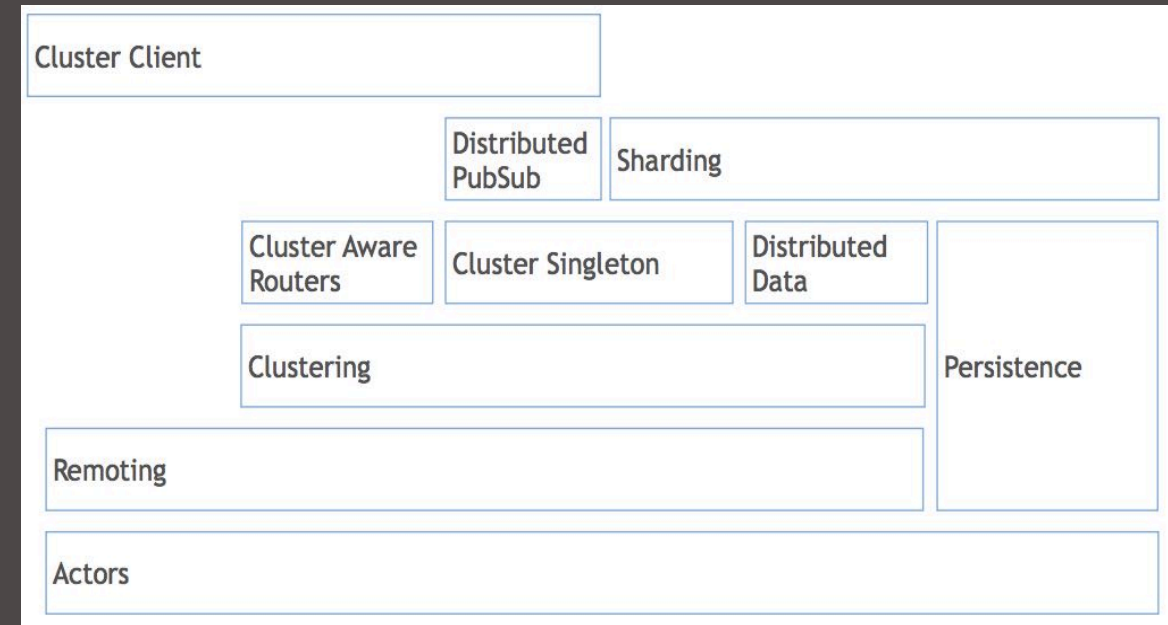 Cluster Client
Distributed
PubSub
Sharding
Cluster Aware
Routers
Cluster Singleton
Distributed
Data
Clustering
Persistence
Remoting
Actors